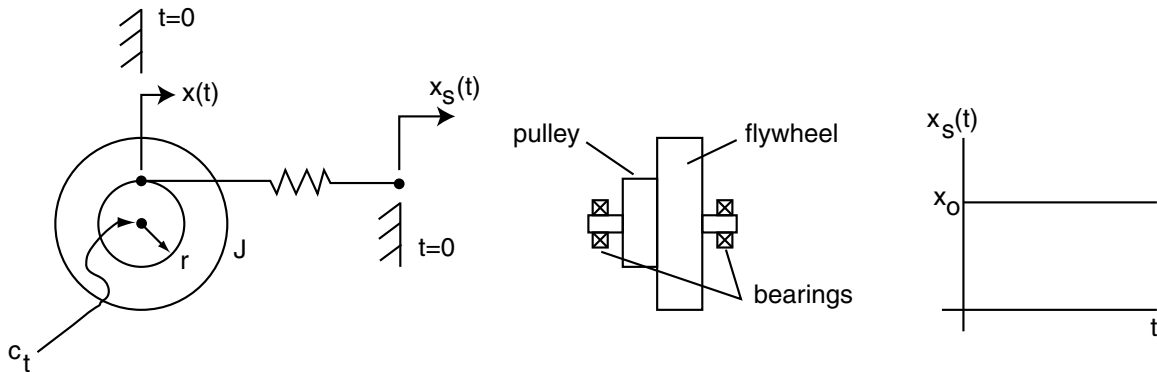 t=0
x(t)
x_s(t)
r
J
t=0
c_t
pulley
flywheel
bearings
x_s(t)
x_o
t